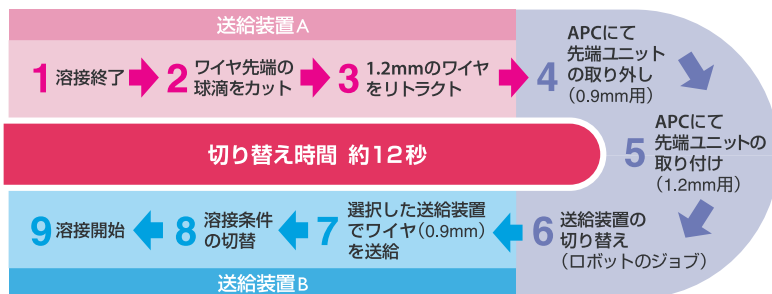 送給装置A
1 溶接終了
2 ワイヤ先端の
球滴をカット
3 1.2mmのワイヤ
をリトラクト
4 APCにて
先端ユニット
の取り外し
（0.9mm用）
5 APCにて
先端ユニットの
取り付け
（1.2mm用）
切り替え時間 約12秒
6 送給装置の
切り替え
（ロボットのジョブ）
7 選択した送給装置
でワイヤ（0.9mm）
を送給
8 溶接条件
の切替
9 溶接開始
送給装置B